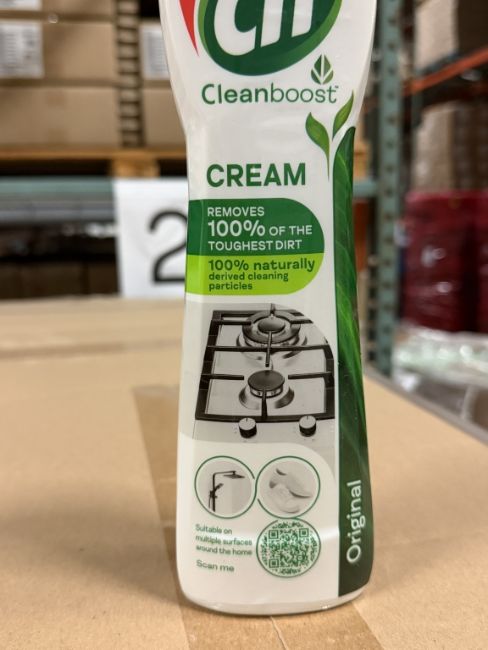 Cif
Cleanboost™
CREAM
REMOVES
100% OF THE
TOUGHEST DIRT
100% naturally
derived cleaning
particles
2
Suitable on
multiple surfaces
around the home
Scan me
Original